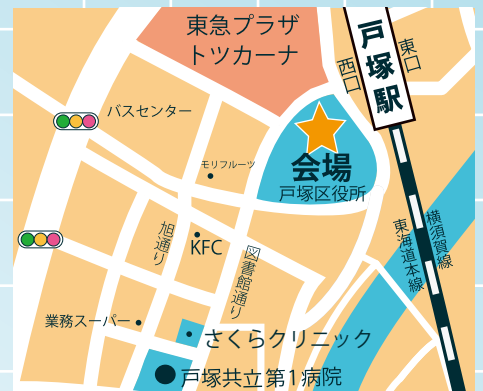 東急プラザ
トツカーナ
戸塚駅
東口
西口
バスセンター
モリフルーツ
会場
戸塚区役所
旭通り
KFC
図書館通り
横須賀線
東海道本線
業務スーパー
さくらクリニック
戸塚共立第1病院